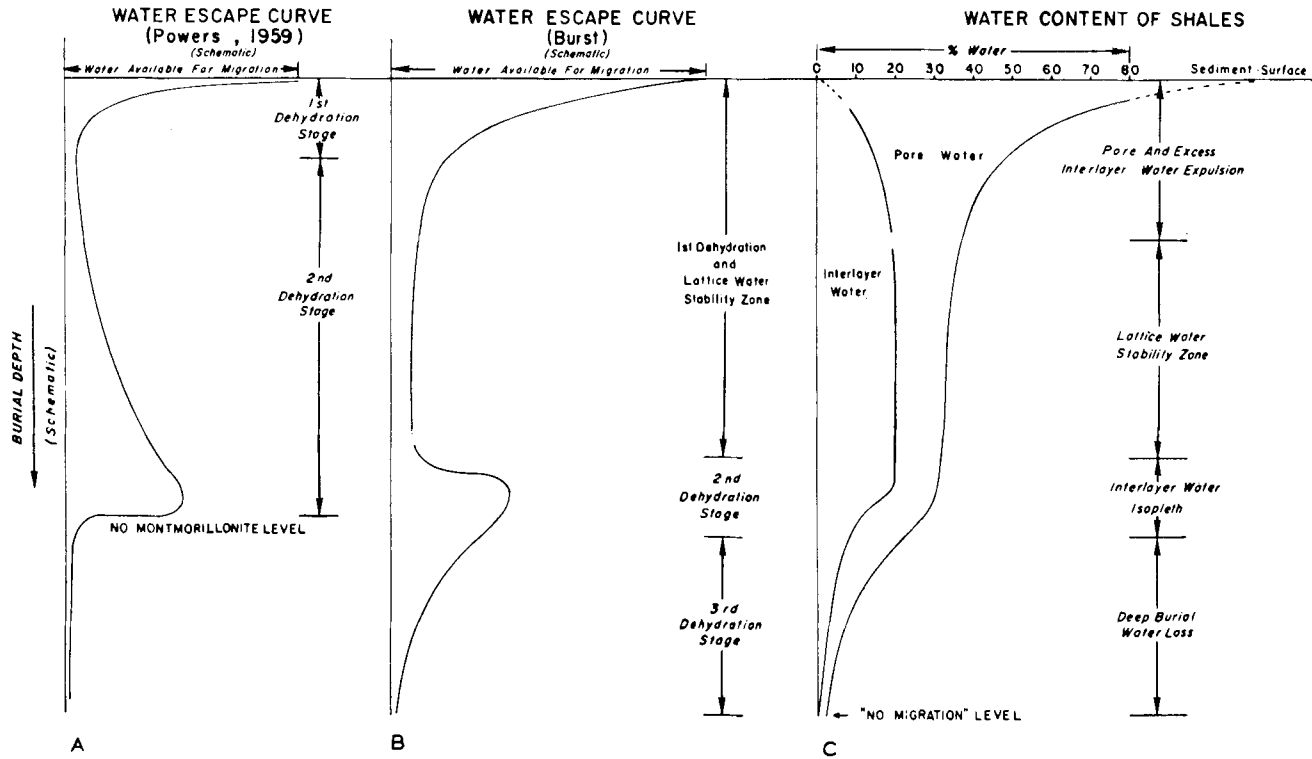 WATER ESCAPE CURVE
(Powers, 1959)
(Schematic)
Water Available For Migration
1st
Dehydration
Stage
2nd
Dehydration
Stage
BURIAL DEPTH
(Schematic)
NO MONTMORILLONITE LEVEL
A
WATER ESCAPE CURVE
(Burst)
(Schematic)
Water Available For Migration
1st Dehydration
and
Lattice Water
Stability Zone
2nd
Dehydration
Stage
3rd
Dehydration
Stage
B
WATER CONTENT OF SHALES
% Water
0 10 20 30 40 50 60 70 80 Sediment Surface
Pore Water
Interlayer
Water
Pore And Excess
Interlayer Water Expulsion
Lattice Water
Stability Zone
Interlayer Water
Isopleth
Deep Burial
Water Loss
"NO MIGRATION" LEVEL
C